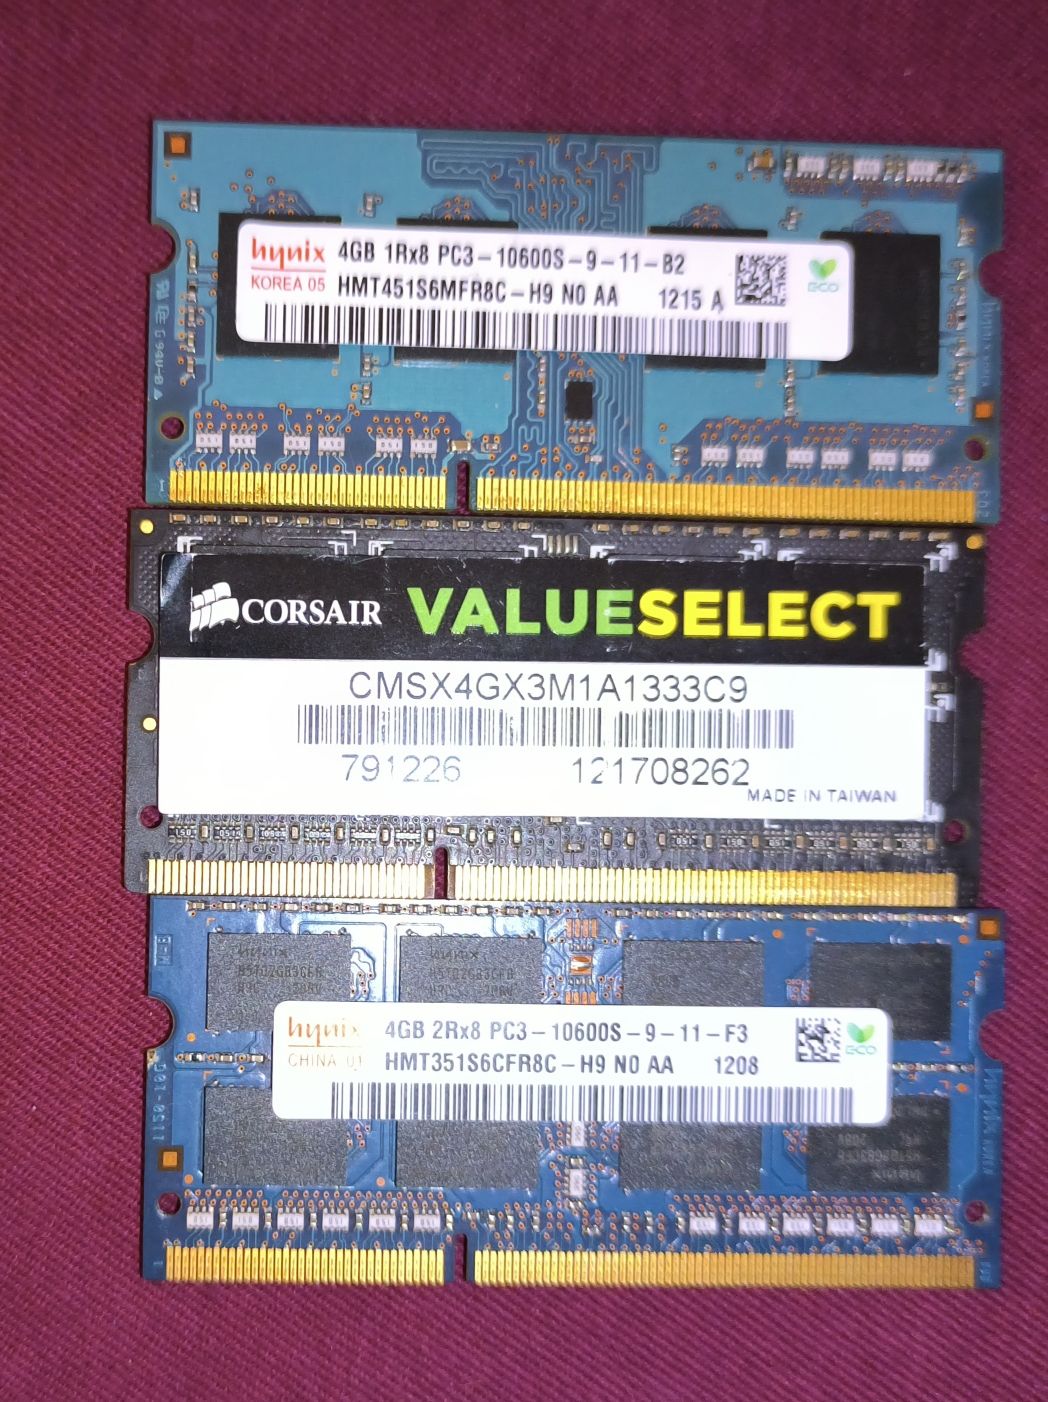 hynix 4GB 1Rx8 PC3-10600S-9-11-B2
KOREA 05 HMT451S6MFR8C-H9 N0 AA 1215 A
ECO
CORSAIR VALUESELECT
CMSX4GX3M1A1333C9
791226 121708262
MADE IN TAIWAN
hynix 4GB 2Rx8 PC3-10600S-9-11-F3
CHINA 01 HMT351S6CFR8C-H9 N0 AA 1208
ECO